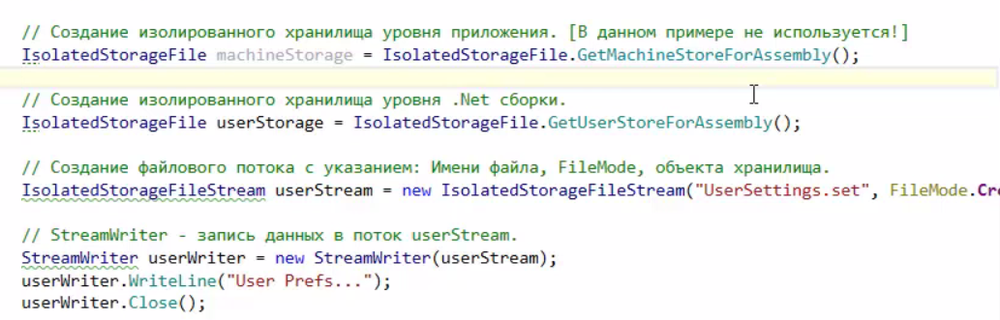 // Создание изолированного хранилища уровня приложения. [В данном примере не используется!]
IsolatedStorageFile machineStorage = IsolatedStorageFile.GetMachineStoreForAssembly();
// Создание изолированного хранилища уровня .Net сборки.
IsolatedStorageFile userStorage = IsolatedStorageFile.GetUserStoreForAssembly();
// Создание файлового потока с указанием: Имени файла, FileMode, объекта хранилища.
IsolatedStorageFileStream userStream = new IsolatedStorageFileStream("UserSettings.set", FileMode.Cr
// StreamWriter - запись данных в поток userStream.
StreamWriter userWriter = new StreamWriter(userStream);
userWriter.WriteLine("User Prefs...");
userWriter.Close();